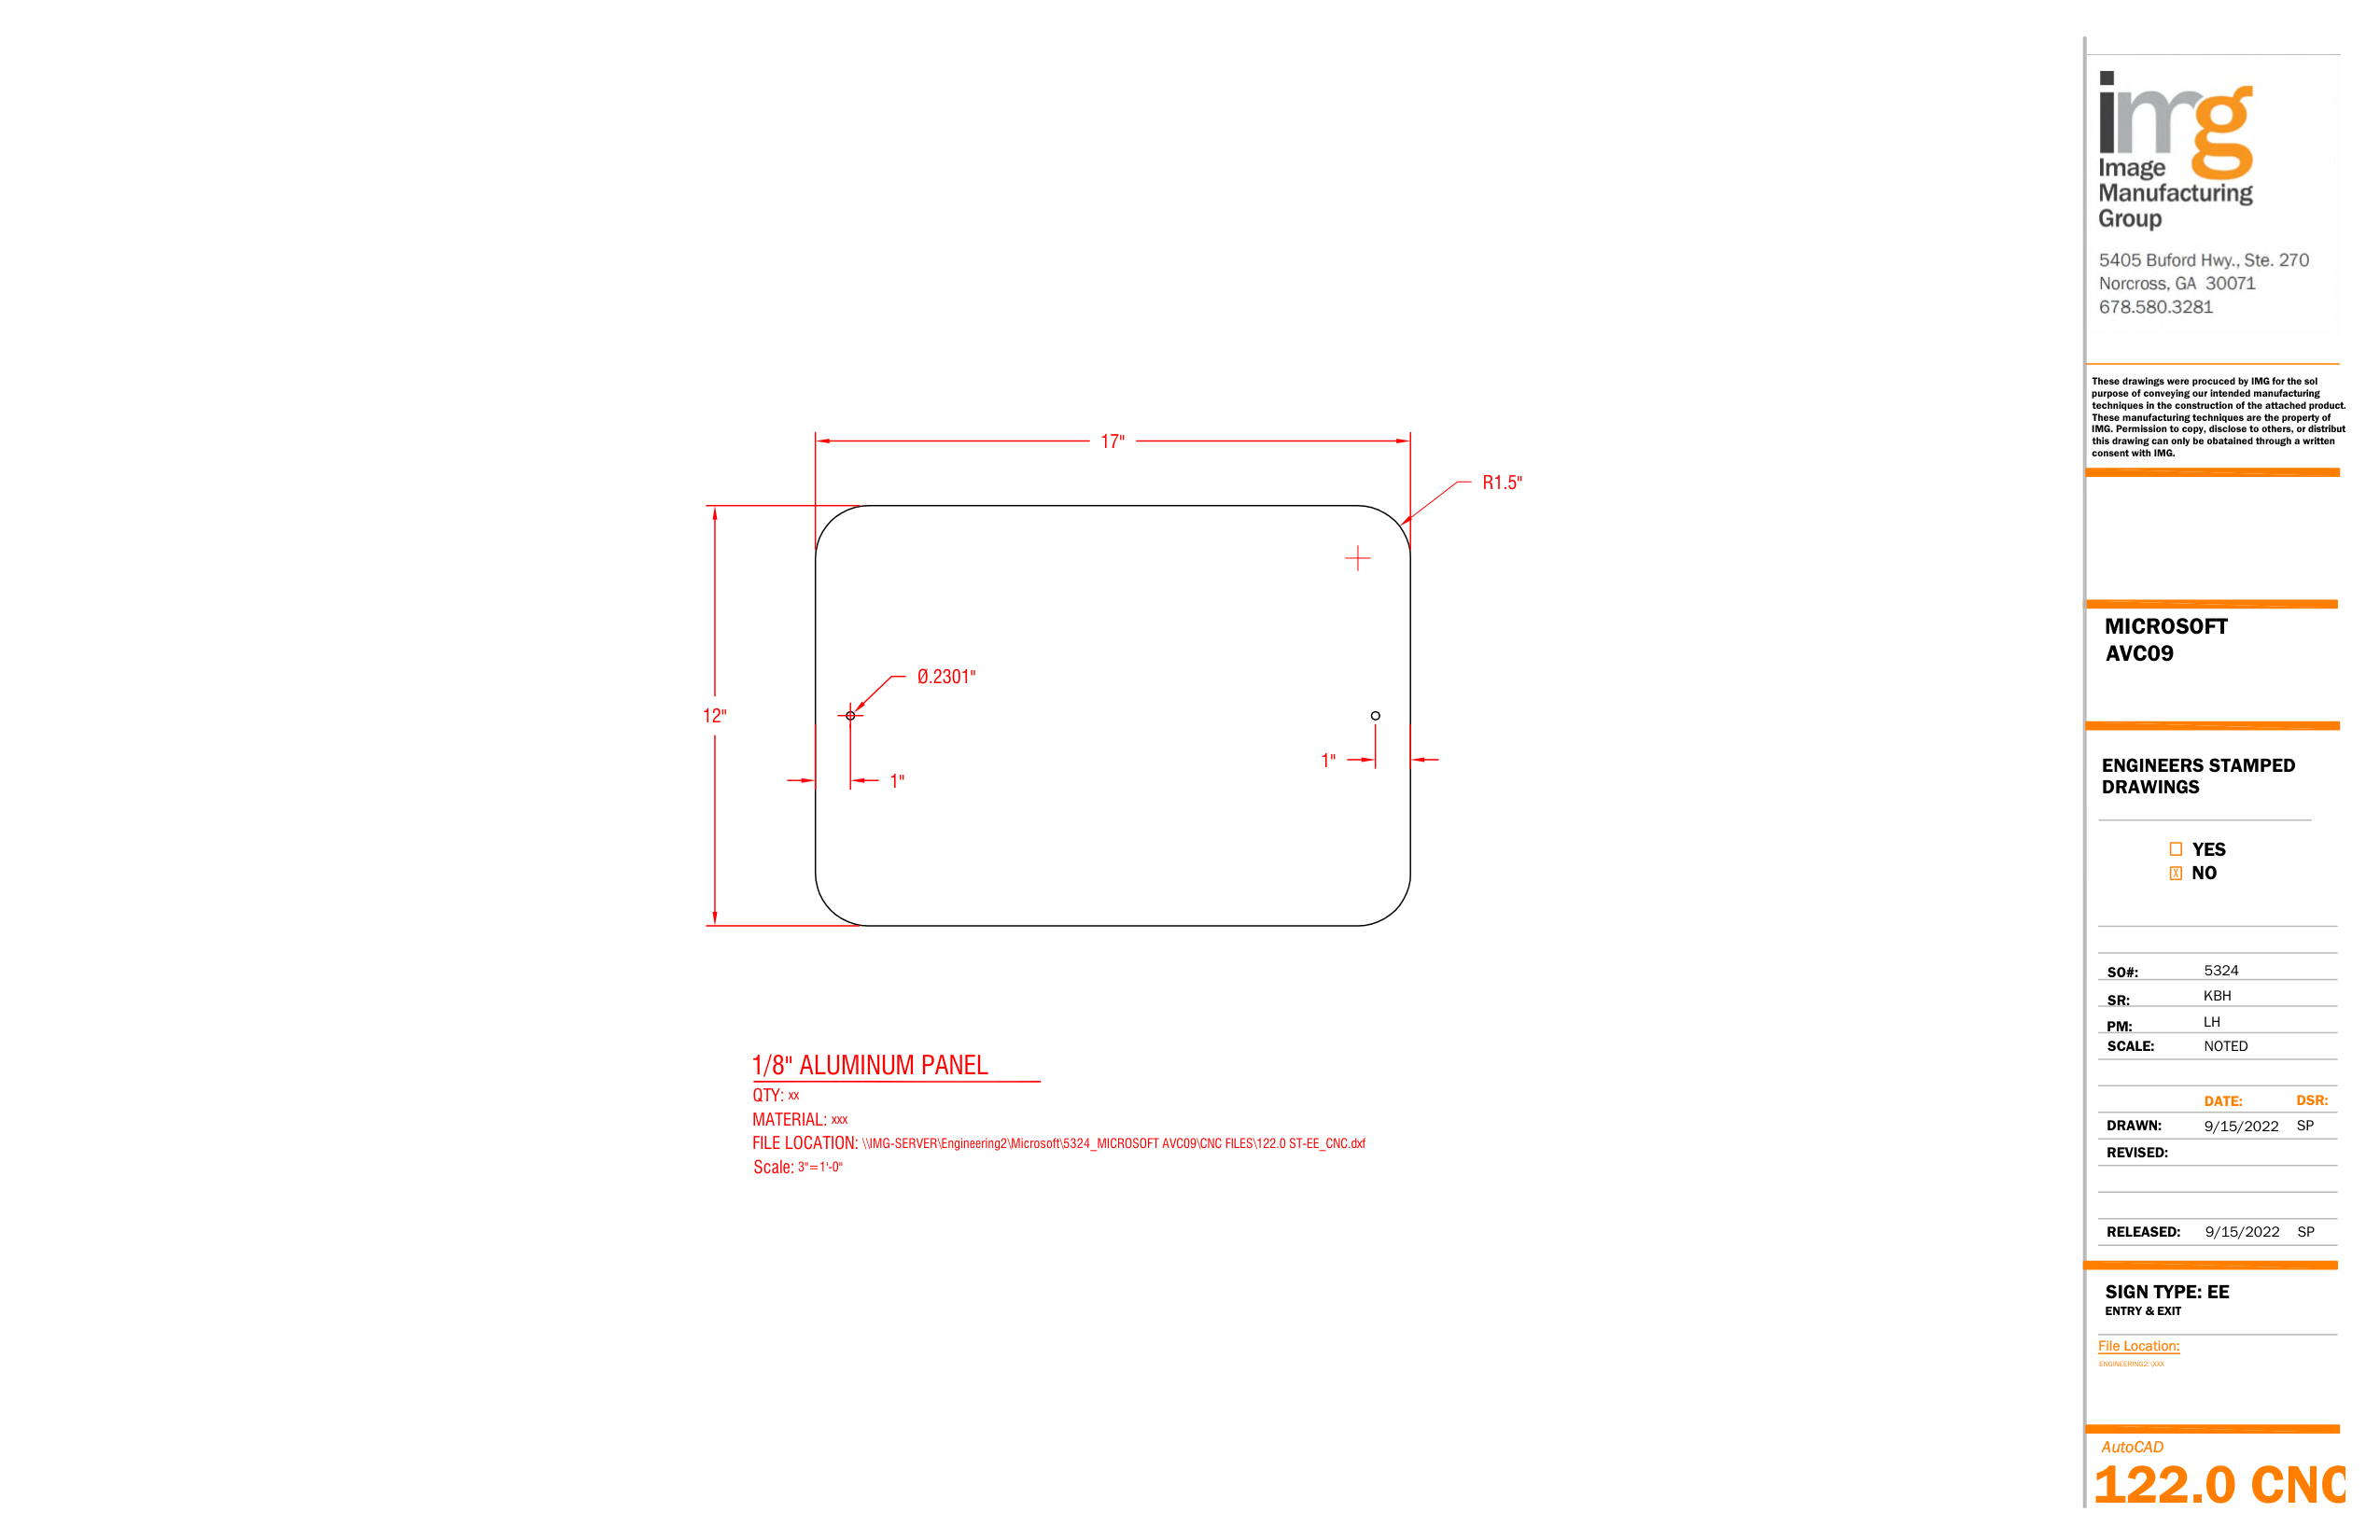 img
Image
Manufacturing
Group
5405 Buford Hwy., Ste. 270
Norcross, GA 30071
678.580.3281
These drawings were procuced by IMG for the sol
purpose of conveying our intended manufacturing
techniques in the construction of the attached product.
These manufacturing techniques are the property of
IMG. Permission to copy, disclose to others, or distribut
this drawing can only be obatained through a written
consent with IMG.
17"
R1.5"
Ø.2301"
12"
1"
1"
1/8" ALUMINUM PANEL
QTY: xx
MATERIAL: xxx
FILE LOCATION: \\IMG-SERVER\Engineering2\Microsoft\5324_MICROSOFT AVC09\CNC FILES\122.0 ST-EE_CNC.dxf
Scale: 3"=1'-0"
MICROSOFT
AVC09
ENGINEERS STAMPED
DRAWINGS
YES
X NO
SO#: 5324
SR: KBH
PM: LH
SCALE: NOTED
DATE: DSR:
DRAWN: 9/15/2022 SP
REVISED:
RELEASED: 9/15/2022 SP
SIGN TYPE: EE
ENTRY & EXIT
File Location:
ENGINEERING2:\XXX
AutoCAD
122.0 CNC